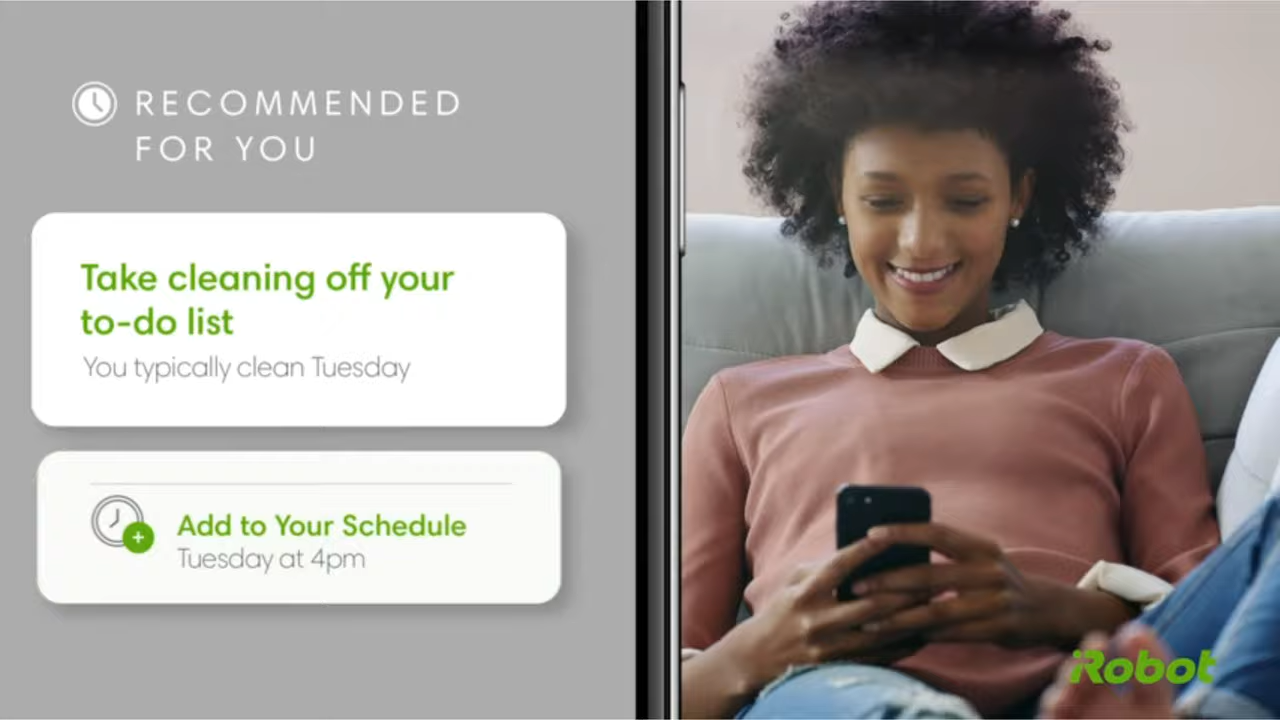 RECOMMENDED
FOR YOU
Take cleaning off your
to-do list
You typically clean Tuesday
Add to Your Schedule
Tuesday at 4pm
iRobot